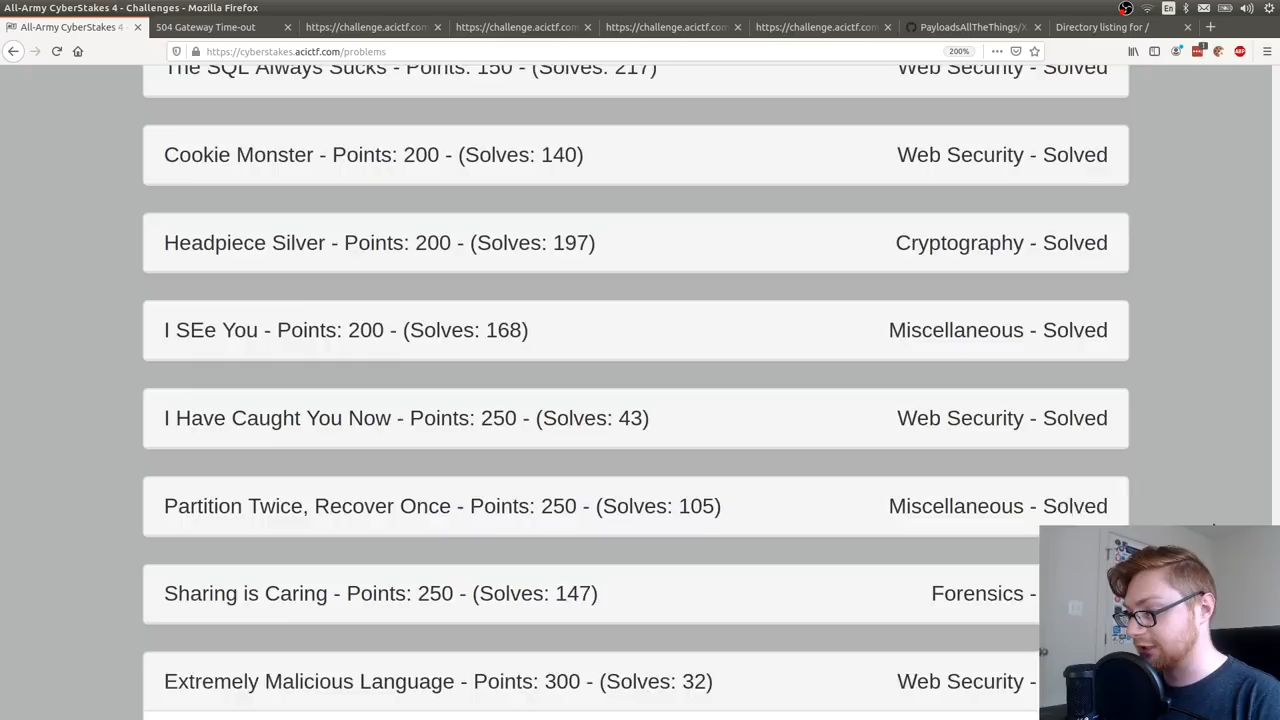 All-Army CyberStakes 4 - Challenges - Mozilla Firefox
En
All-Army CyberStakes 4 -
504 Gateway Time-out
https://challenge.acictf.com
https://challenge.acictf.com
https://challenge.acictf.com
https://challenge.acictf.com
PayloadsAllTheThings/X
Directory listing for /
https://cyberstakes.acictf.com/problems
200%
1
ABP
The SQL Always Sucks - Points: 150 - (Solves: 217)
Web Security - Solved
Cookie Monster - Points: 200 - (Solves: 140)
Web Security - Solved
Headpiece Silver - Points: 200 - (Solves: 197)
Cryptography - Solved
I SEe You - Points: 200 - (Solves: 168)
Miscellaneous - Solved
I Have Caught You Now - Points: 250 - (Solves: 43)
Web Security - Solved
Partition Twice, Recover Once - Points: 250 - (Solves: 105)
Miscellaneous - Solved
Sharing is Caring - Points: 250 - (Solves: 147)
Forensics -
Extremely Malicious Language - Points: 300 - (Solves: 32)
Web Security -